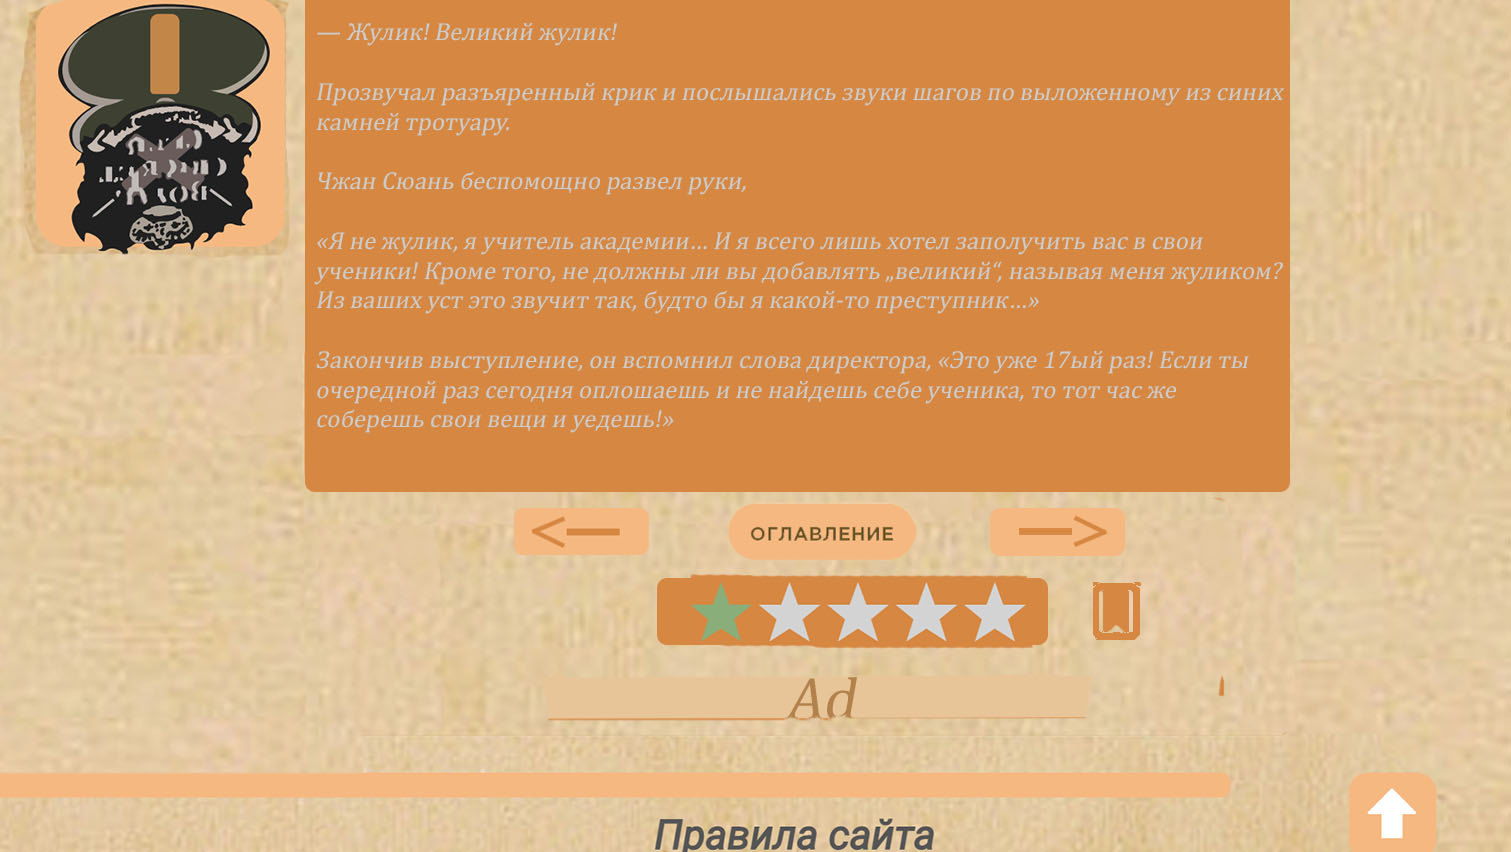 — Жулик! Великий жулик!
Прозвучал разъяренный крик и послышались звуки шагов по выложенному из синих
камней тротуару.
Чжан Сюань беспомощно развел руки,
«Я не жулик, я учитель академии... И я всего лишь хотел заполучить вас в свои
ученики! Кроме того, не должны ли вы добавлять „великий“, называя меня жуликом?
Из ваших уст это звучит так, будто бы я какой-то преступник...»
Закончив выступление, он вспомнил слова директора, «Это уже 17ый раз! Если ты
очередной раз сегодня оплошаешь и не найдешь себе ученика, то тот час же
соберешь свои вещи и уедешь!»
ОГЛАВЛЕНИЕ
Ad
Правила сайта